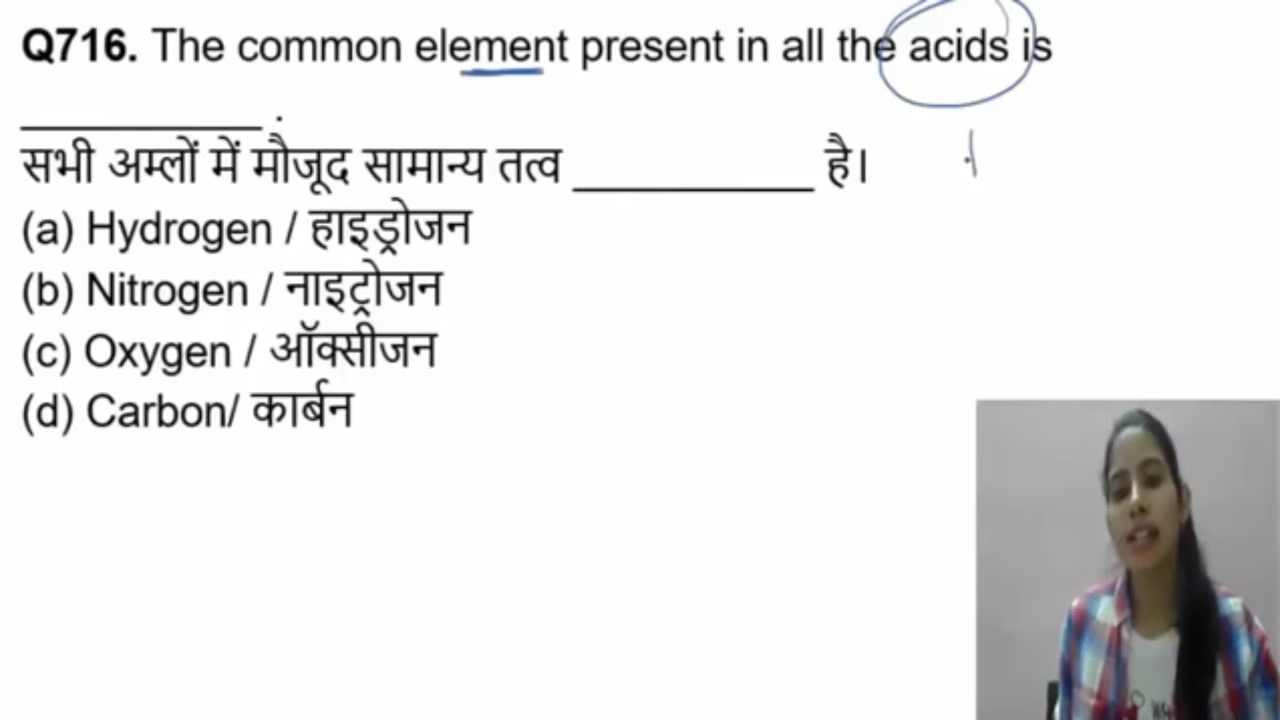 Q716. The common element present in all the acids is
__________ .
सभी अम्लों में मौजूद सामान्य तत्व __________ है।
(a) Hydrogen / हाइड्रोजन
(b) Nitrogen / नाइट्रोजन
(c) Oxygen / ऑक्सीजन
(d) Carbon/ कार्बन